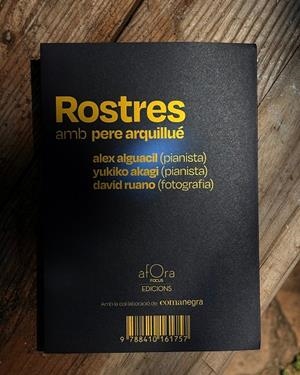 Rostres
amb pere arquillué
alex alguacil (pianista)
yukiko akagi (pianista)
david ruano (fotografia)
afOra
FOCUS
EDICIONS
Amb la col·laboració de comanegra
9 788410 161757